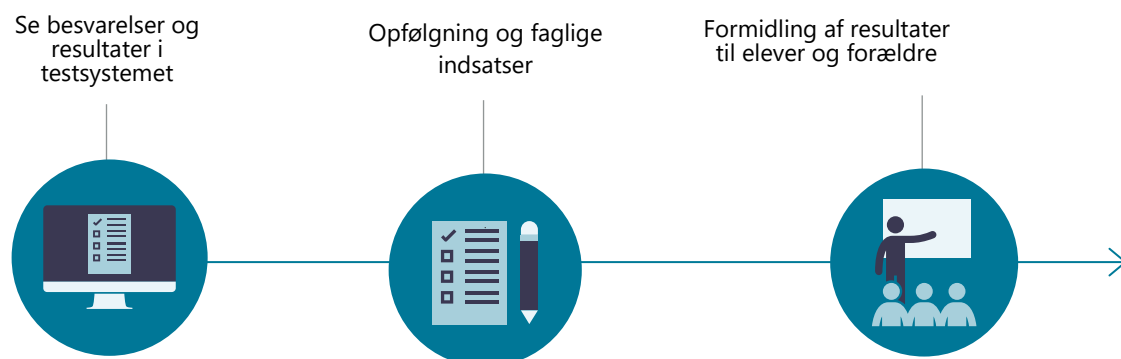 Se besvarelser og
resultater i
testsystemet
Opfølgning og faglige
indsatser
Formidling af resultater
til elever og forældre